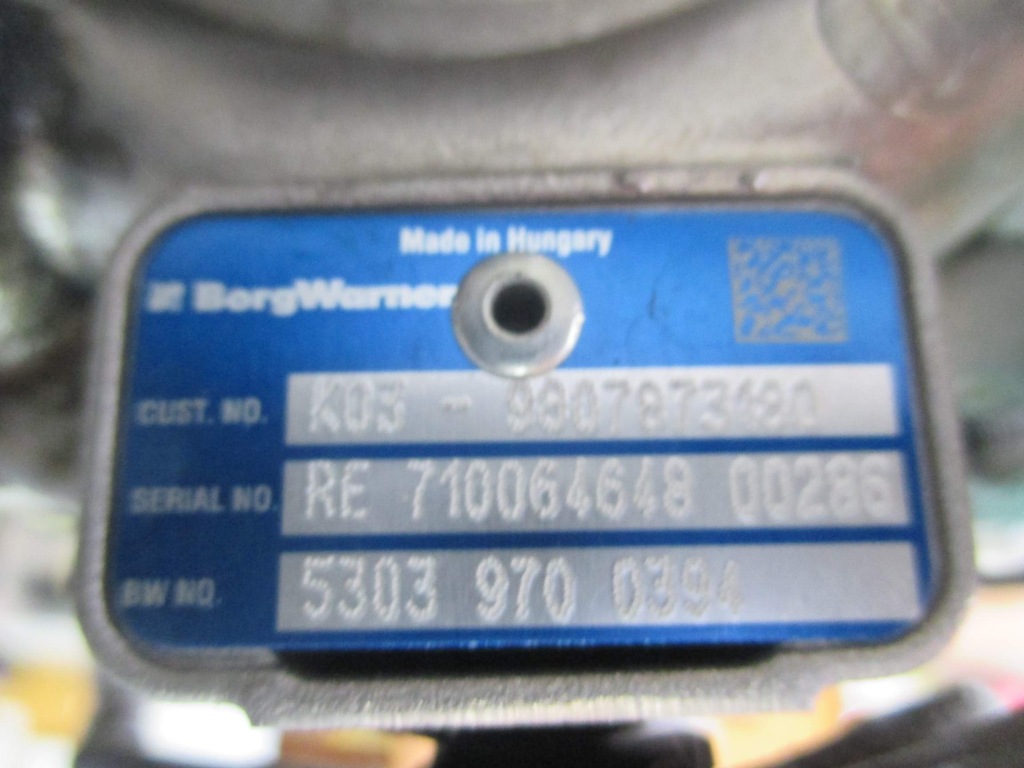 Made in Hungary
BorgWarner
CUST. NO. K03 -
SERIAL NO. RE 710064648 00286
BW NO. 5303 970 0394